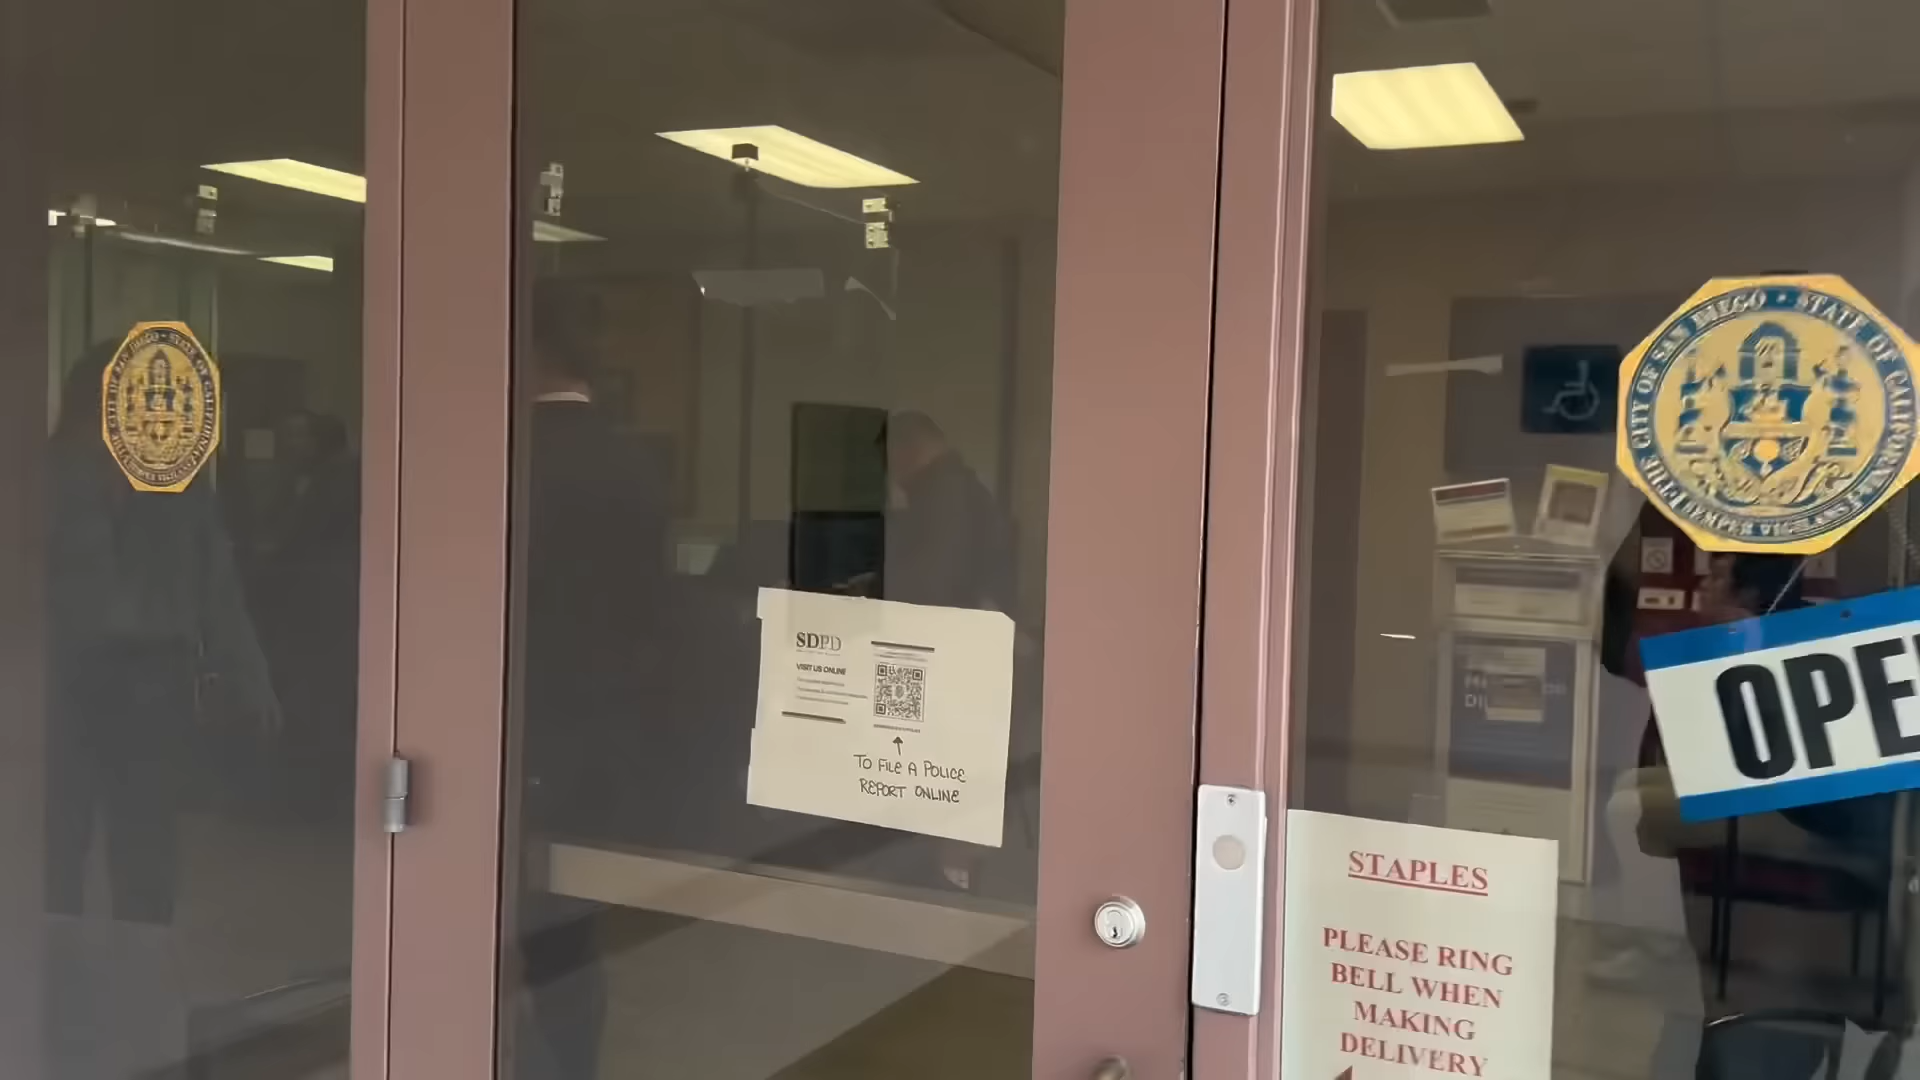 THE CITY OF SAN DIEGO • STATE OF CALIFORNIA
SEMPER VIGILANS
SDPD
VISIT US ONLINE
TO FILE A POLICE
REPORT ONLINE
OPE
STAPLES
PLEASE RING
BELL WHEN
MAKING
DELIVERY